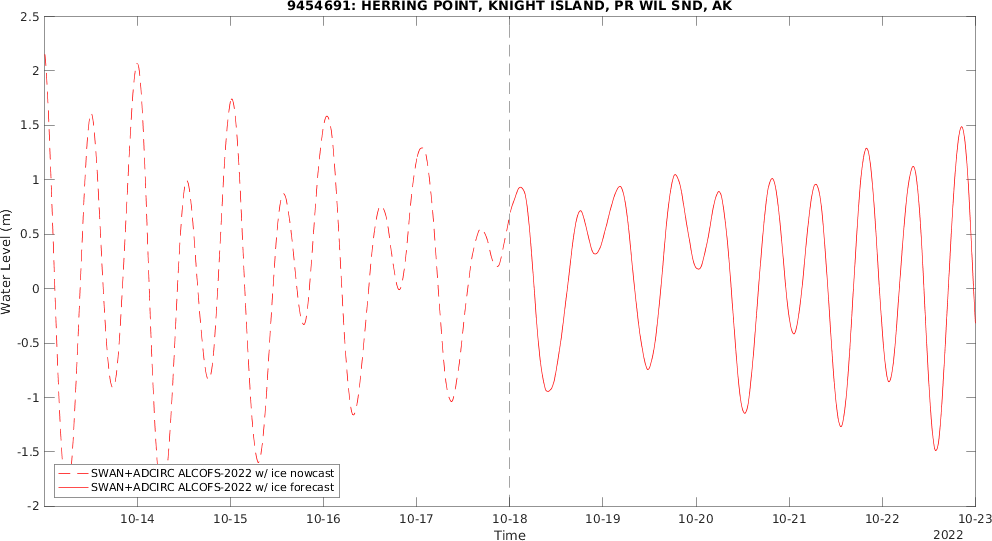 9454691: HERRING POINT, KNIGHT ISLAND, PR WIL SND, AK
2.5
2
1.5
1
0.5
0
-0.5
-1
-1.5
-2
Water Level (m)
SWAN+ADCIRC ALCOFS-2022 w/ ice nowcast
SWAN+ADCIRC ALCOFS-2022 w/ ice forecast
10-14 10-15 10-16 10-17 10-18 10-19 10-20 10-21 10-22 10-23
Time
2022